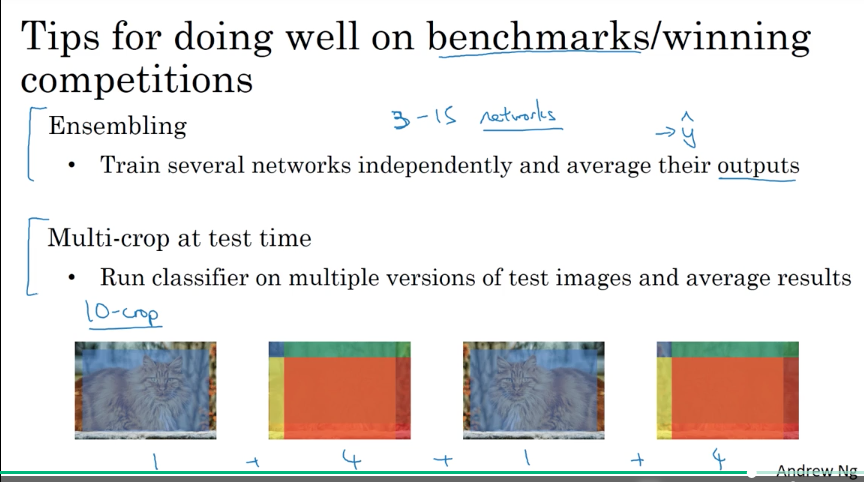 Tips for doing well on benchmarks/winning
competitions
Ensembling
3-15 networks
→ ŷ
• Train several networks independently and average their outputs
Multi-crop at test time
• Run classifier on multiple versions of test images and average results
10-crop
1 + 4 + 1 + 4
Andrew Ng